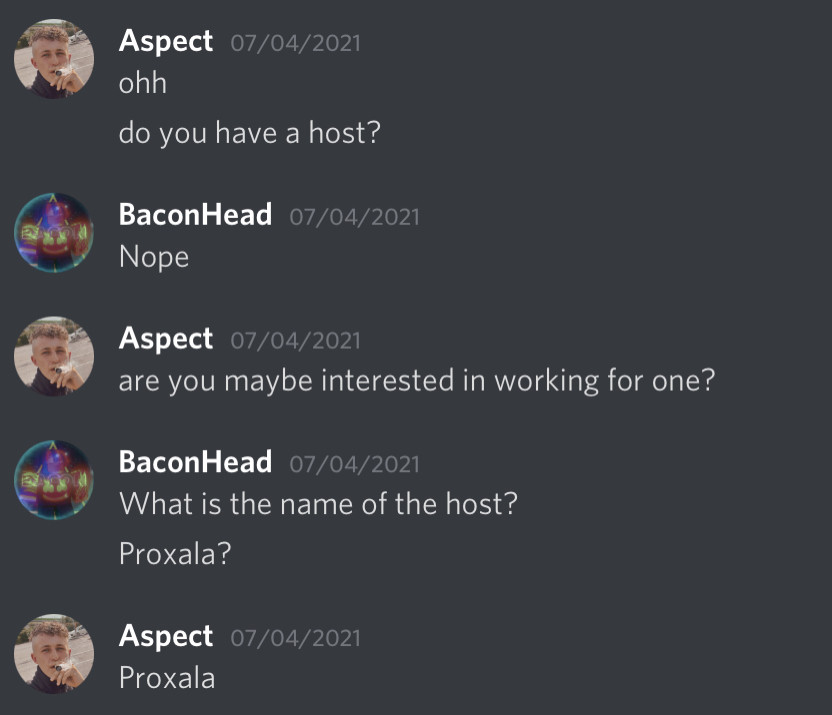 Aspect 07/04/2021
ohh
do you have a host?
BaconHead 07/04/2021
Nope
Aspect 07/04/2021
are you maybe interested in working for one?
BaconHead 07/04/2021
What is the name of the host?
Proxala?
Aspect 07/04/2021
Proxala